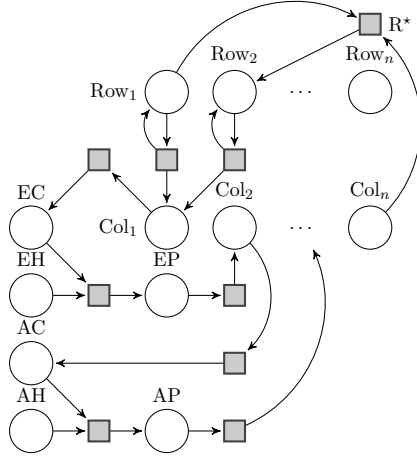 R⋆
Row₁ Row₂ Rowₙ
...
EC Col₁ Col₂ Colₙ
...
EH EP
AC
AH AP